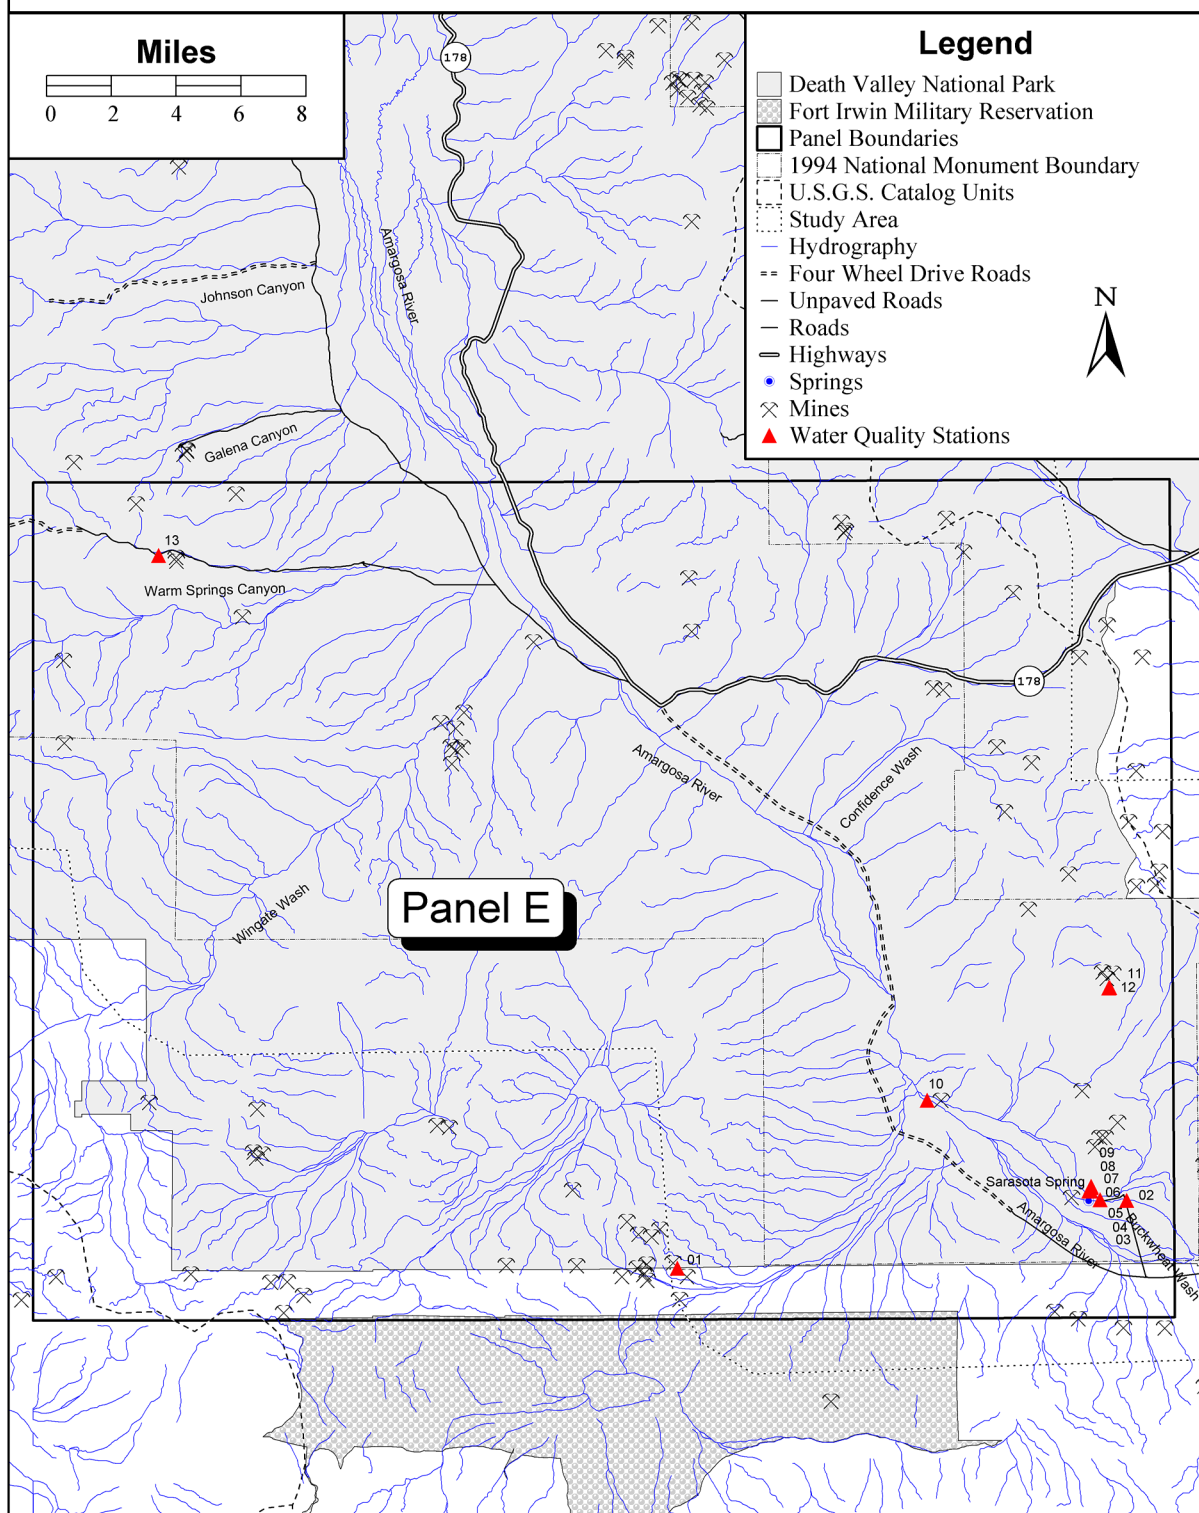 Miles
0 2 4 6 8
178
Legend
Death Valley National Park
Fort Irwin Military Reservation
Panel Boundaries
1994 National Monument Boundary
U.S.G.S. Catalog Units
Study Area
Hydrography
Four Wheel Drive Roads
Unpaved Roads
Roads
Highways
Springs
Mines
Water Quality Stations
N
Amargosa River
Johnson Canyon
Galena Canyon
13
Warm Springs Canyon
178
Amargosa River
Confidence Wash
Wingate Wash
Panel E
11
12
10
09
08
07
Sarasota Spring
06
02
05
04
03
Amargosa River
Buckwheat Wash
01